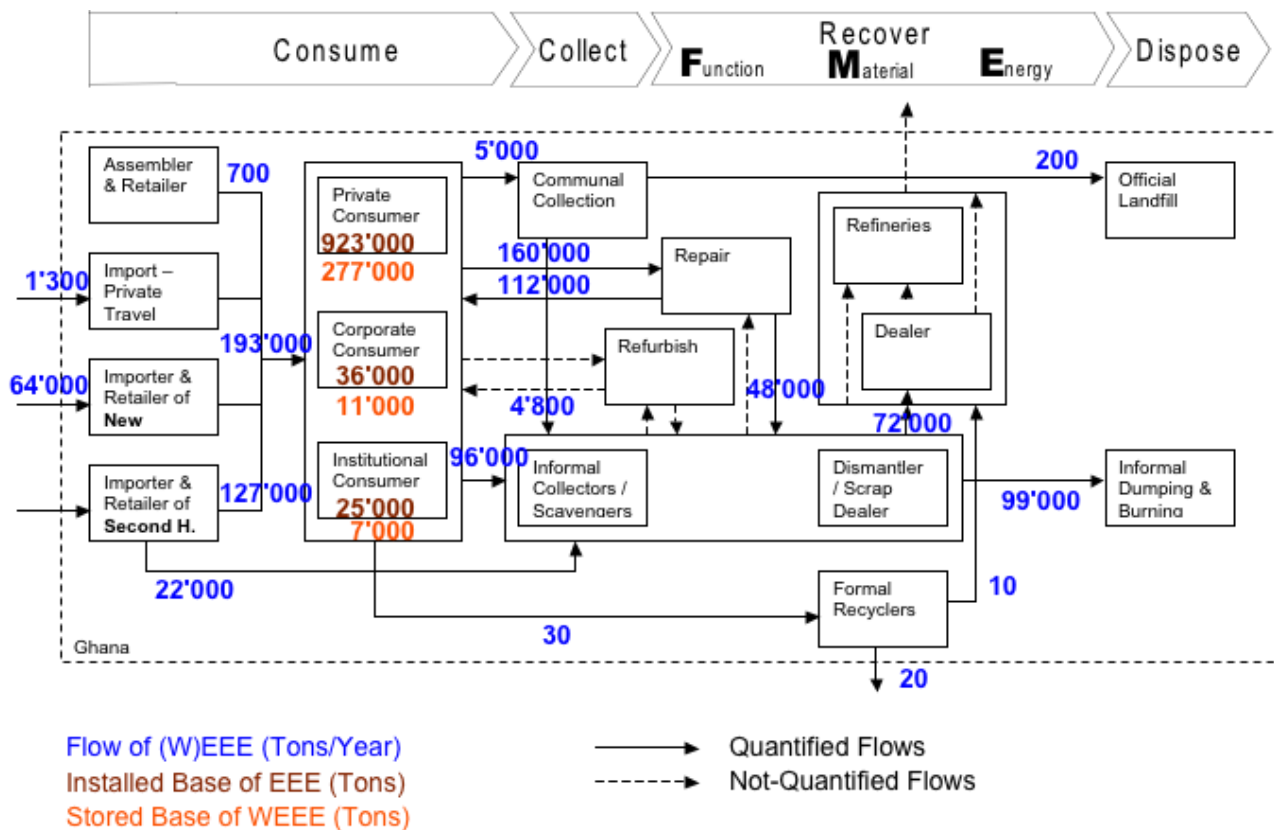 Consume
Collect
Recover
Function
Material
Energy
Dispose
Assembler
& Retailer
700
Import –
Private
Travel
1'300
193'000
Importer &
Retailer of
New
64'000
Importer &
Retailer of
Second H.
127'000
22'000
Private
Consumer
923'000
277'000
Corporate
Consumer
36'000
11'000
Institutional
Consumer
25'000
7'000
5'000
Communal
Collection
200
Official
Landfill
160'000
112'000
Repair
Refurbish
4'800
48'000
Refineries
Dealer
72'000
96'000
Informal
Collectors /
Scavengers
Dismantler
/ Scrap
Dealer
99'000
Informal
Dumping &
Burning
30
Formal
Recyclers
10
20
Ghana
Flow of (W)EEE (Tons/Year)
Installed Base of EEE (Tons)
Stored Base of WEEE (Tons)
Quantified Flows
Not-Quantified Flows